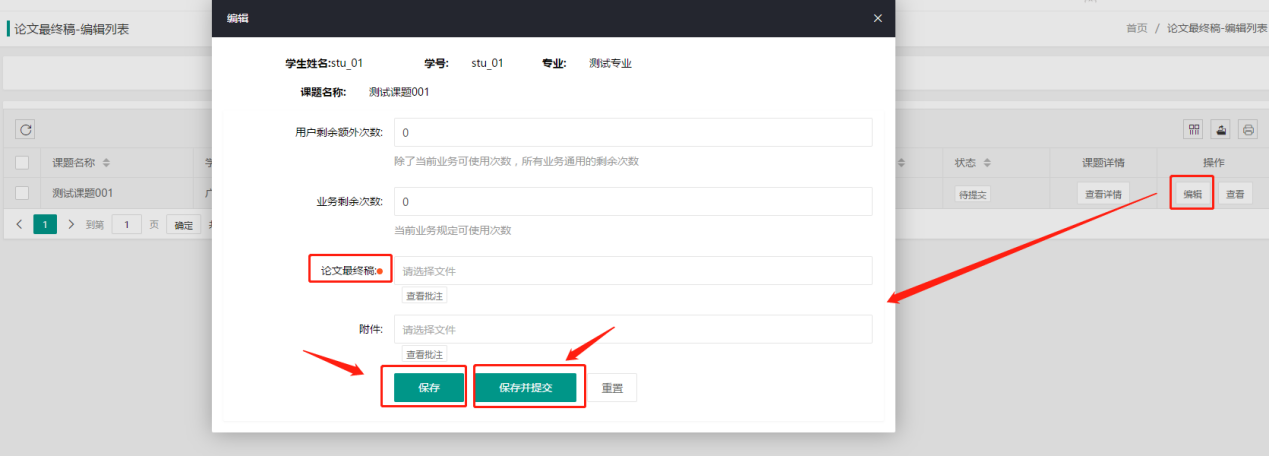 编辑
论文最终稿-编辑列表
首页 / 论文最终稿-编辑列表
学生姓名:stu_01 学号: stu_01 专业: 测试专业
课题名称: 测试课题001
用户剩余额外次数: 0
除了当前业务可使用次数，所有业务通用的剩余次数
课题名称 状态 课题详情 操作
测试课题001 待提交 查看详情 编辑 查看
业务剩余次数: 0
1 到第 1 页 确定
当前业务规定可使用次数
论文最终稿: 请选择文件
查看批注
附件: 请选择文件
查看批注
保存 保存并提交 重置